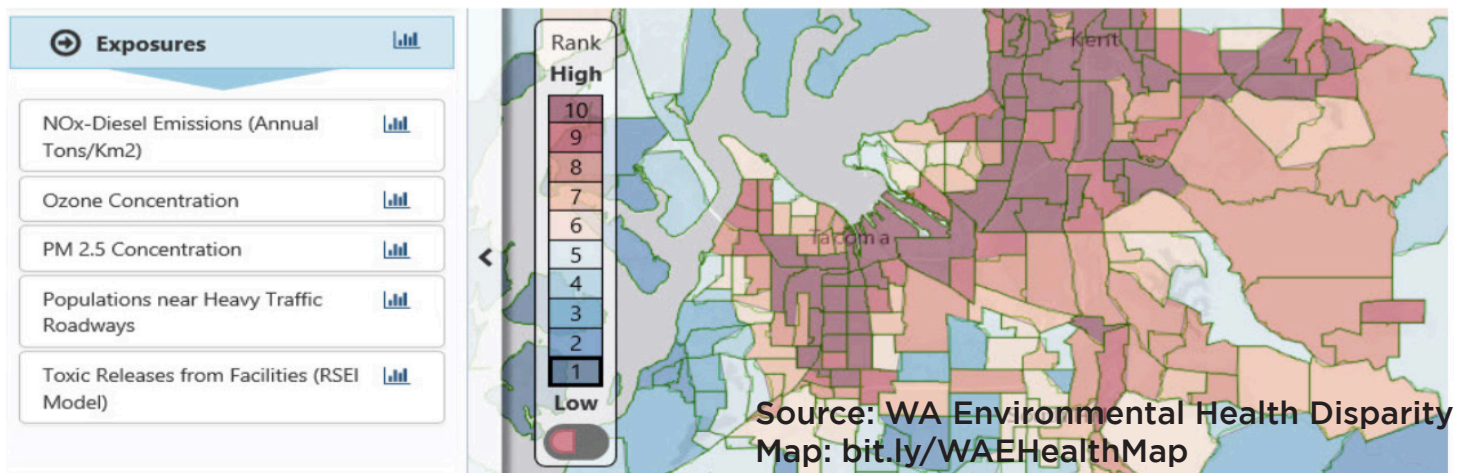 Exposures
NOx-Diesel Emissions (Annual
Tons/Km2)
Ozone Concentration
PM 2.5 Concentration
Populations near Heavy Traffic
Roadways
Toxic Releases from Facilities (RSEI
Model)
Rank
High
10
9
8
7
6
5
4
3
2
1
Low
Kent
Tacoma
Source: WA Environmental Health Disparity
Map: bit.ly/WAEHealthMap